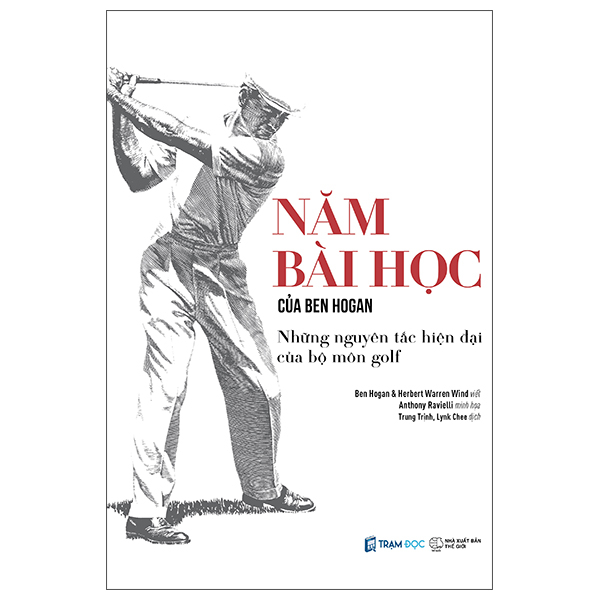 NĂM
BÀI HỌC
CỦA BEN HOGAN
Những nguyên tắc hiện đại
của bộ môn golf
Ben Hogan & Herbert Warren Wind viết
Anthony Ravielli minh họa
Trung Trịnh, Lynk Chee dịch
TRẠM ĐỌC
NHÀ XUẤT BẢN
THẾ GIỚI